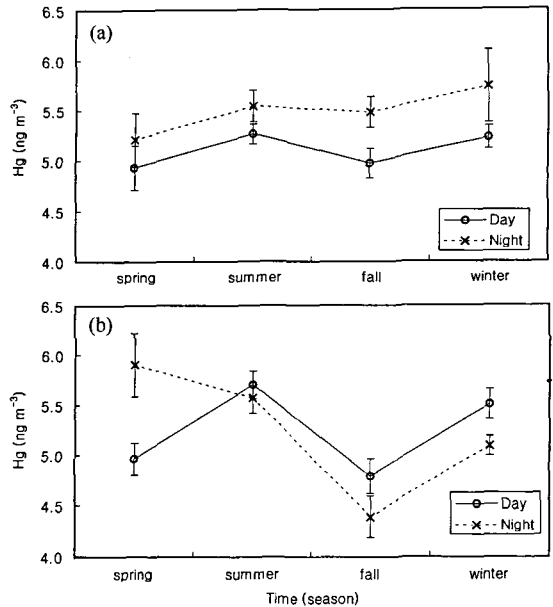 (a)
6.5
6.0
5.5
5.0
4.5
4.0
Hg (ng m⁻³)
Day
Night
spring summer fall winter
(b)
6.5
6.0
5.5
5.0
4.5
4.0
Hg (ng m⁻³)
Day
Night
spring summer fall winter
Time (season)